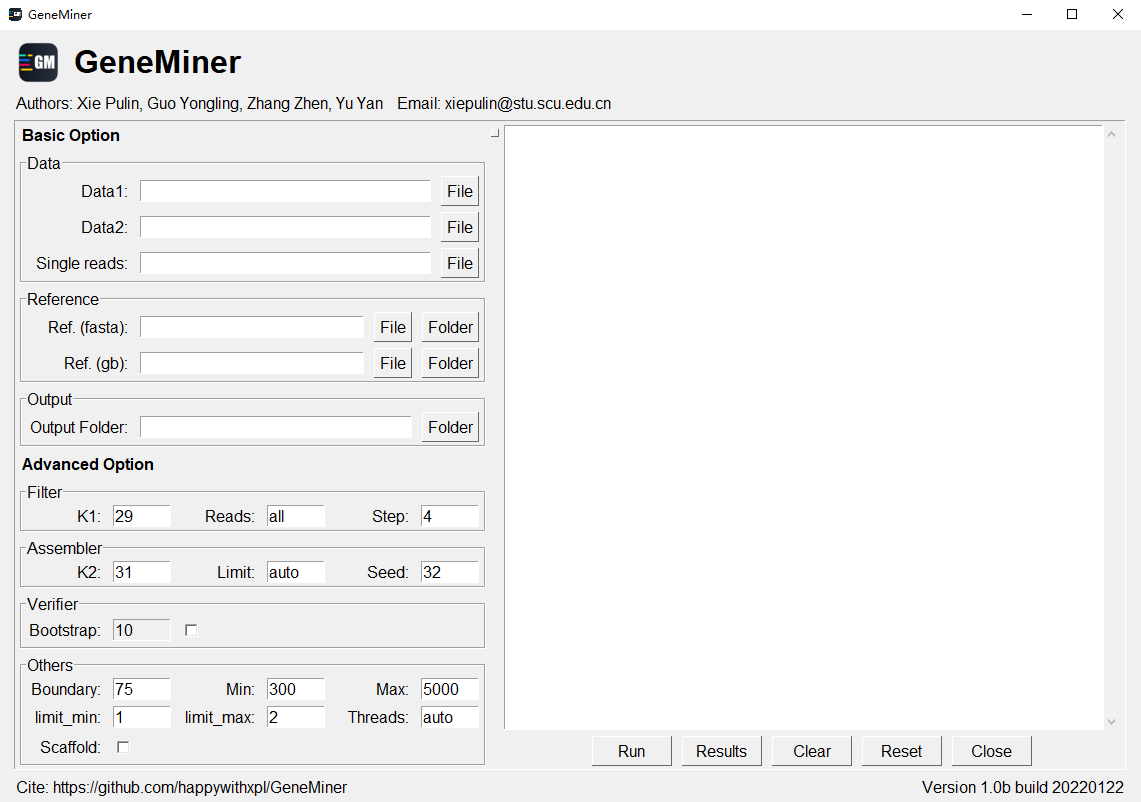 GeneMiner
GM GeneMiner
Authors: Xie Pulin, Guo Yongling, Zhang Zhen, Yu Yan Email: xiepulin@stu.scu.edu.cn
Basic Option
Data
Data1: File
Data2: File
Single reads: File
Reference
Ref. (fasta): File Folder
Ref. (gb): File Folder
Output
Output Folder: Folder
Advanced Option
Filter
K1: 29 Reads: all Step: 4
Assembler
K2: 31 Limit: auto Seed: 32
Verifier
Bootstrap: 10
Others
Boundary: 75 Min: 300 Max: 5000
limit_min: 1 limit_max: 2 Threads: auto
Scaffold:
Run Results Clear Reset Close
Cite: https://github.com/happywithxpl/GeneMiner Version 1.0b build 20220122